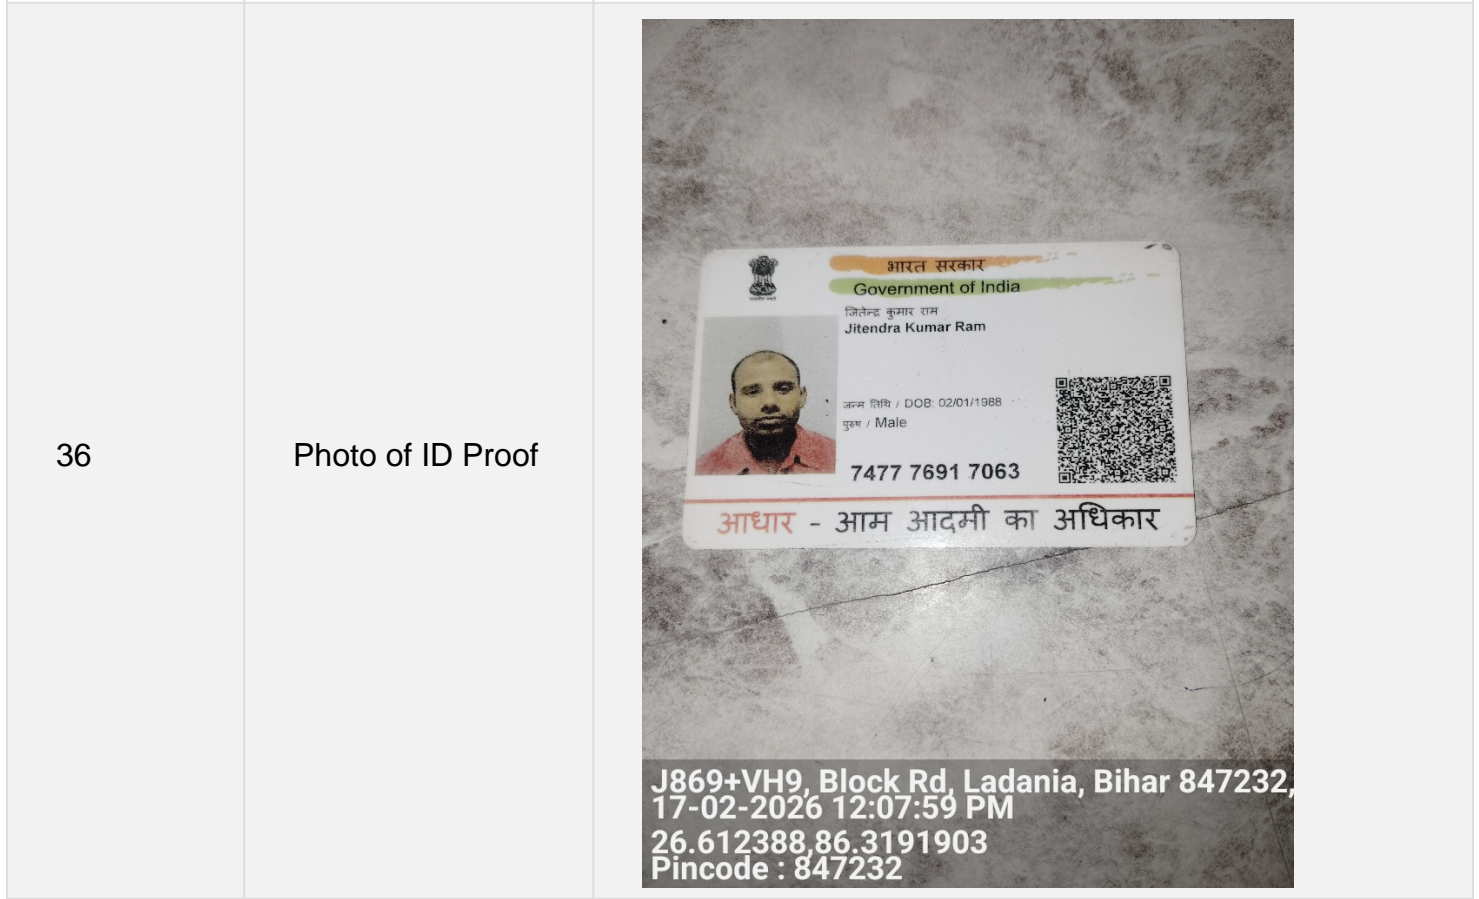 36
Photo of ID Proof
भारत सरकार
Government of India
जितेन्द्र कुमार राम
Jitendra Kumar Ram
जन्म तिथि / DOB: 02/01/1988
पुरुष / Male
7477 7691 7063
आधार - आम आदमी का अधिकार
J869+VH9, Block Rd, Ladania, Bihar 847232,
17-02-2026 12:07:59 PM
26.612388,86.3191903
Pincode : 847232